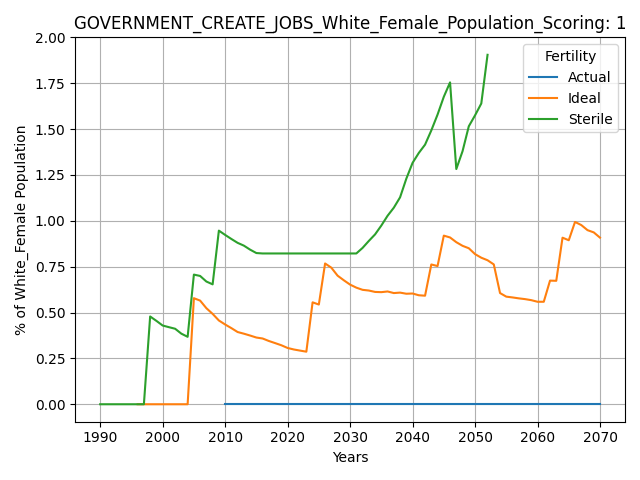 GOVERNMENT_CREATE_JOBS_White_Female_Population_Scoring: 1
2.00
1.75
1.50
1.25
1.00
0.75
0.50
0.25
0.00
% of White_Female Population
Fertility
Actual
Ideal
Sterile
1990 2000 2010 2020 2030 2040 2050 2060 2070
Years